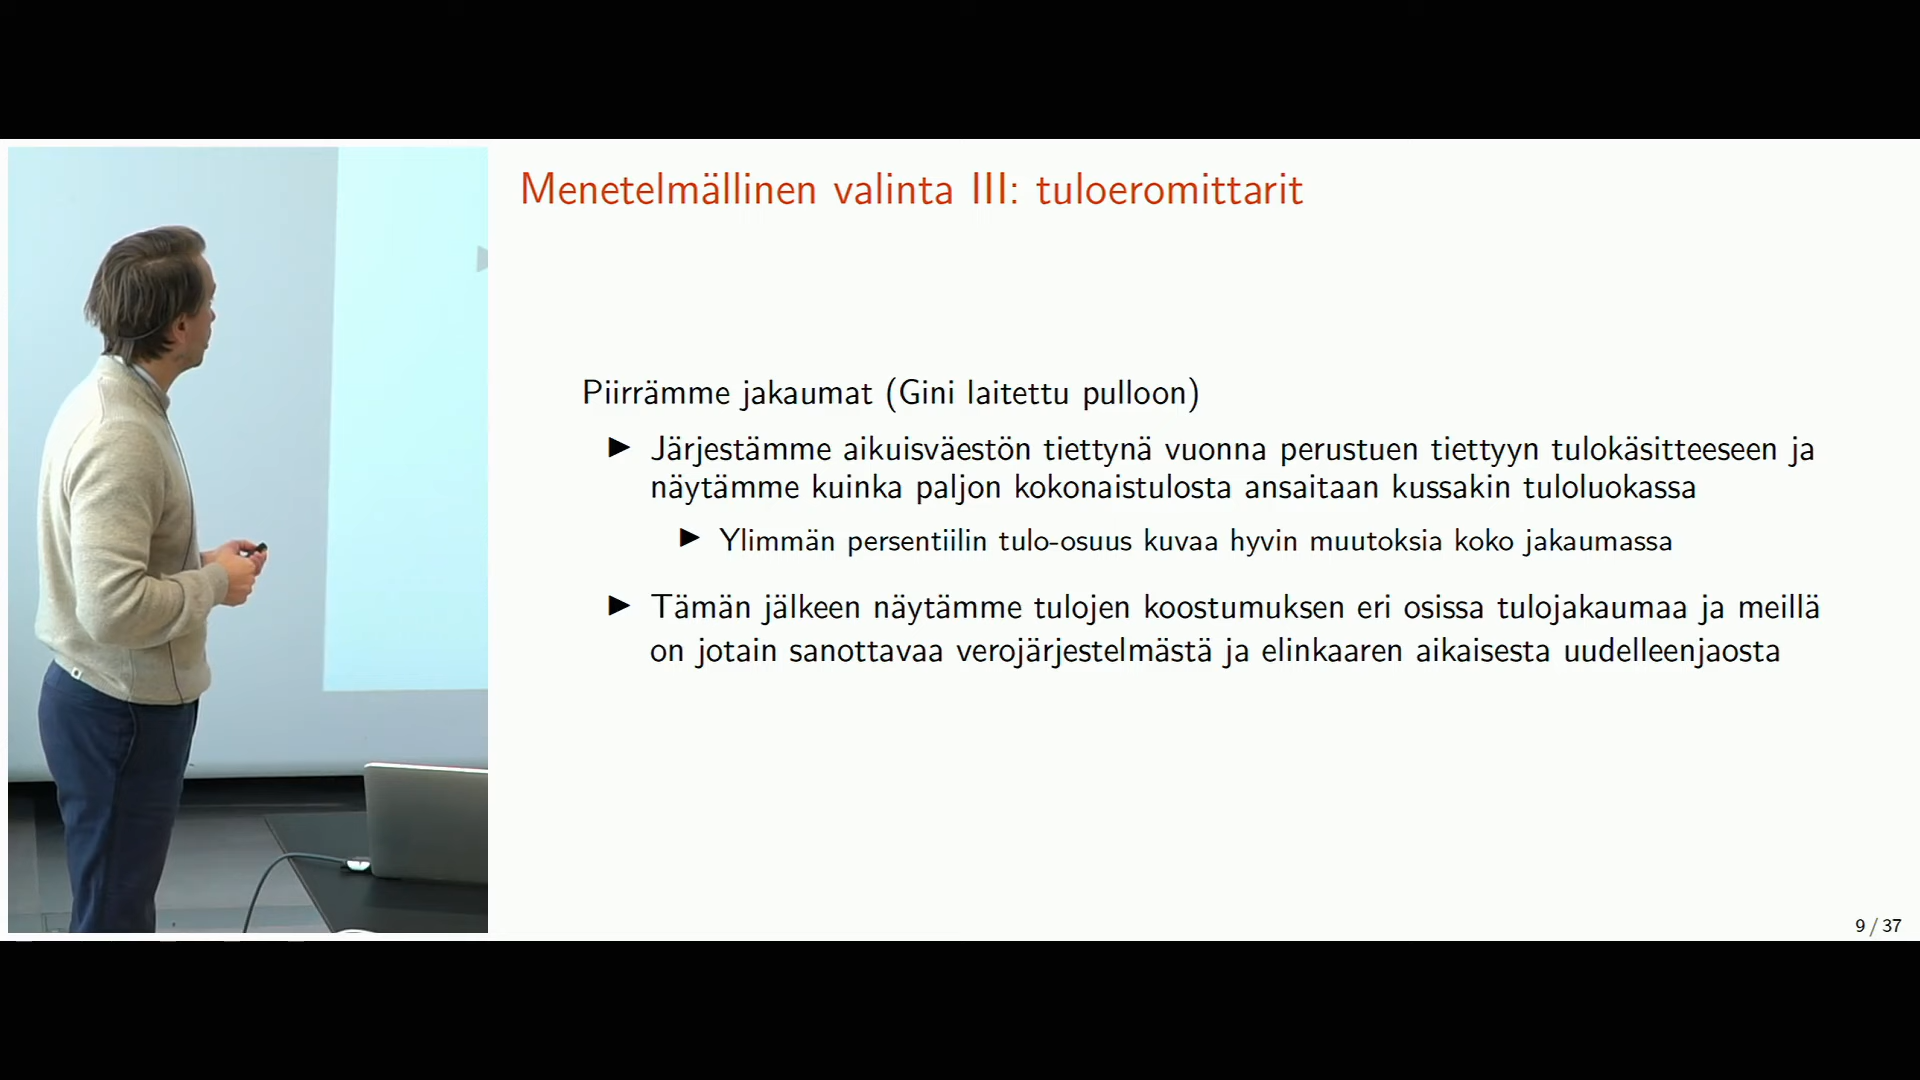 Menetelmällinen valinta III: tuloeromittarit
Piirrämme jakaumat (Gini laitettu pulloon)
▶ Järjestämme aikuisväestön tiettynä vuonna perustuen tiettyyn tulokäsitteeseen ja
näytämme kuinka paljon kokonaistulosta ansaitaan kussakin tuloluokassa
▶ Ylimmän persentiilin tulo-osuus kuvaa hyvin muutoksia koko jakaumassa
▶ Tämän jälkeen näytämme tulojen koostumuksen eri osissa tulojakaumaa ja meillä
on jotain sanottavaa verojärjestelmästä ja elinkaaren aikaisesta uudelleenjaosta
9 / 37